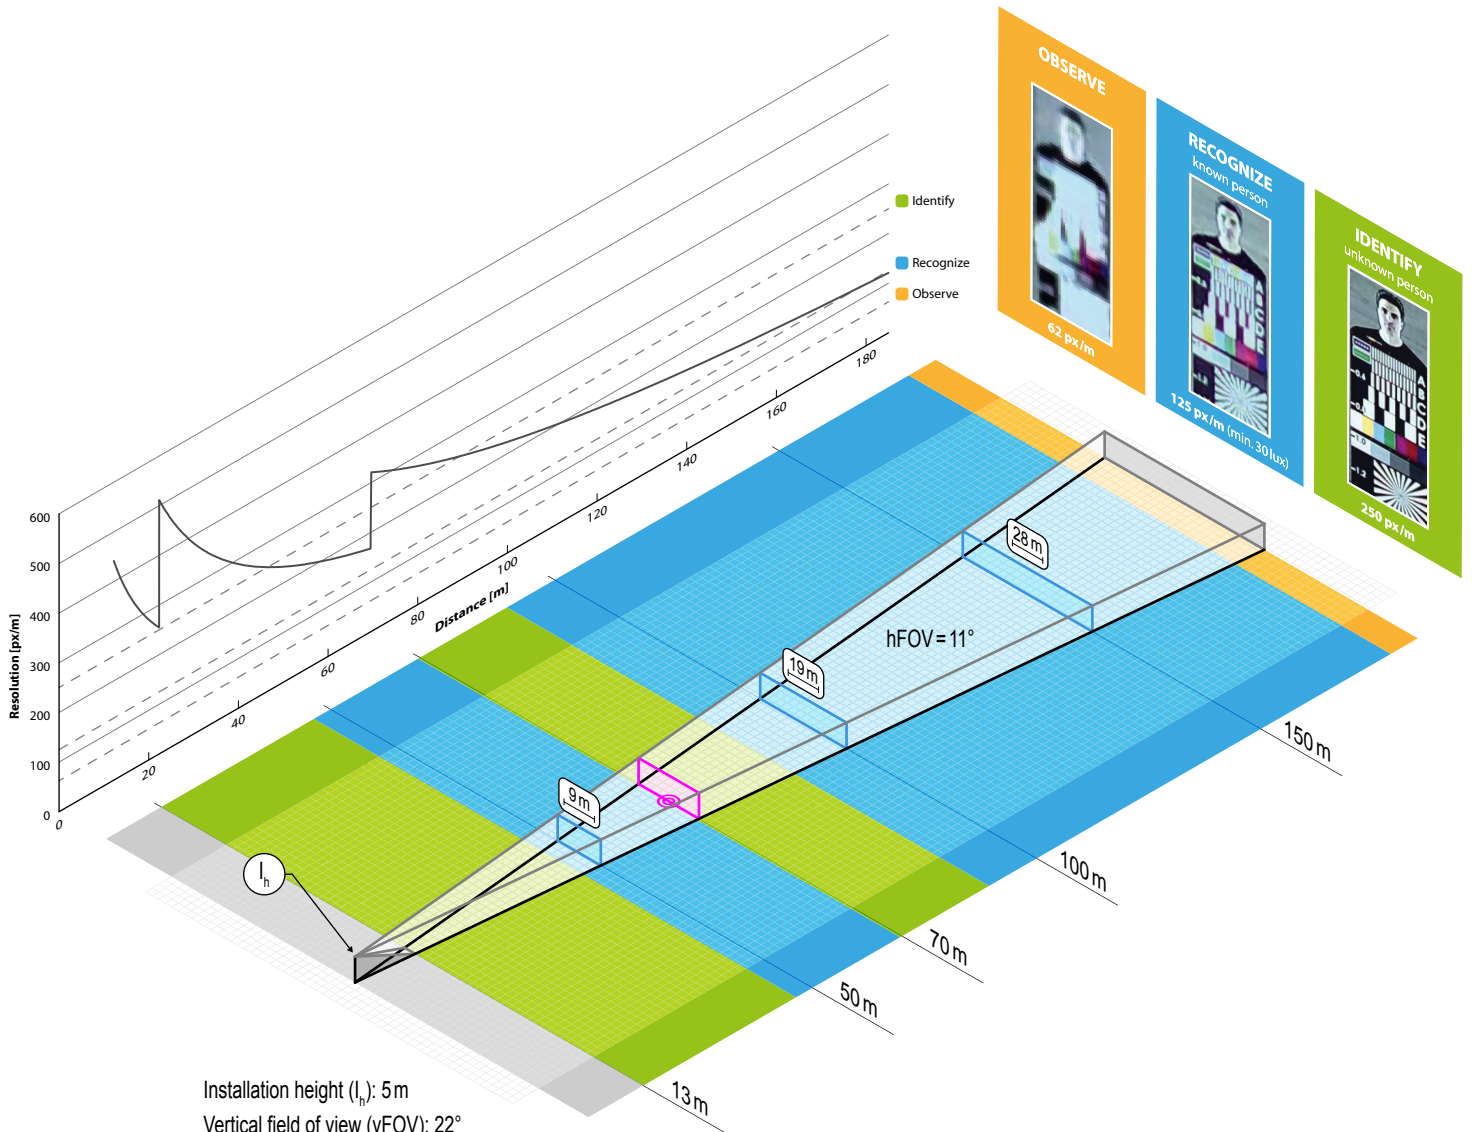 OBSERVE
62 px/m
RECOGNIZE
known person
125 px/m (min. 30 lux)
IDENTIFY
unknown person
250 px/m
A
B
C
D
E
Identify
Recognize
Observe
600
500
400
300
200
100
0
Resolution [px/m]
0
20
40
60
80
100
120
140
160
180
Distance [m]
28 m
19 m
9 m
hFOV = 11°
Ih
150 m
100 m
70 m
50 m
13 m
Installation height (Ih): 5 m
Vertical field of view (vFOV): 22°